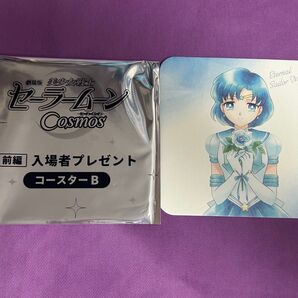 劇場版 美少女戦士
セーラームーン
Cosmos
前編 入場者プレゼント
コースターB
Eternal
Sailor